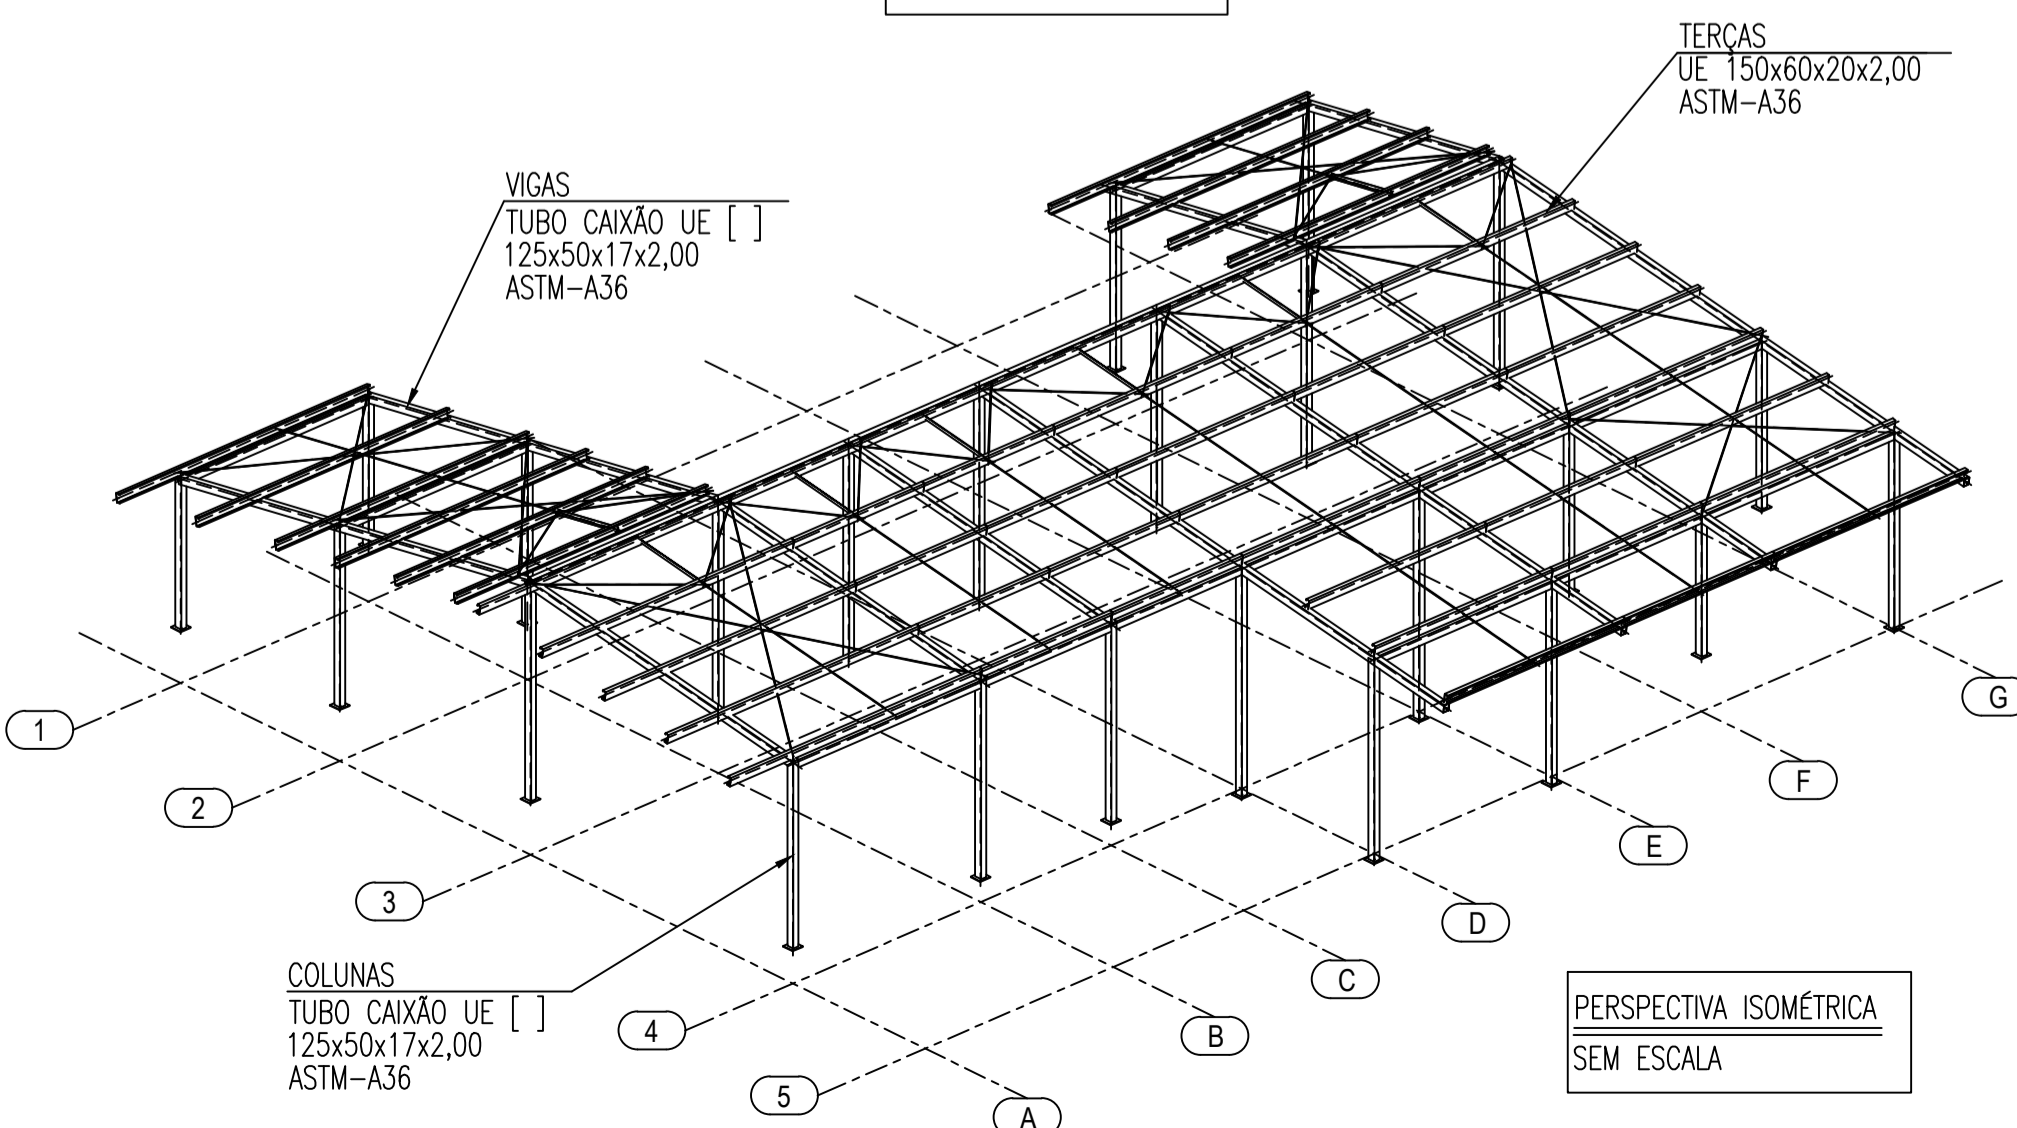 TERÇAS
UE 150x60x20x2,00
ASTM-A36
VIGAS
TUBO CAIXÃO UE [ ]
125x50x17x2,00
ASTM-A36
1
2
3
4
5
A
B
C
D
E
F
G
COLUNAS
TUBO CAIXÃO UE [ ]
125x50x17x2,00
ASTM-A36
PERSPECTIVA ISOMÉTRICA
SEM ESCALA